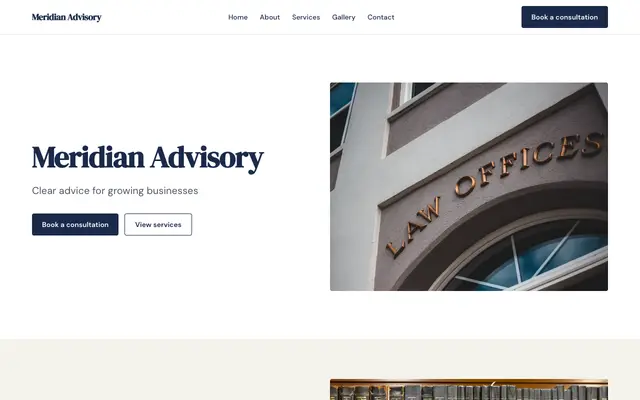 Meridian Advisory
Home About Services Gallery Contact
Book a consultation
Meridian Advisory
Clear advice for growing businesses
Book a consultation View services
LAW OFFICES